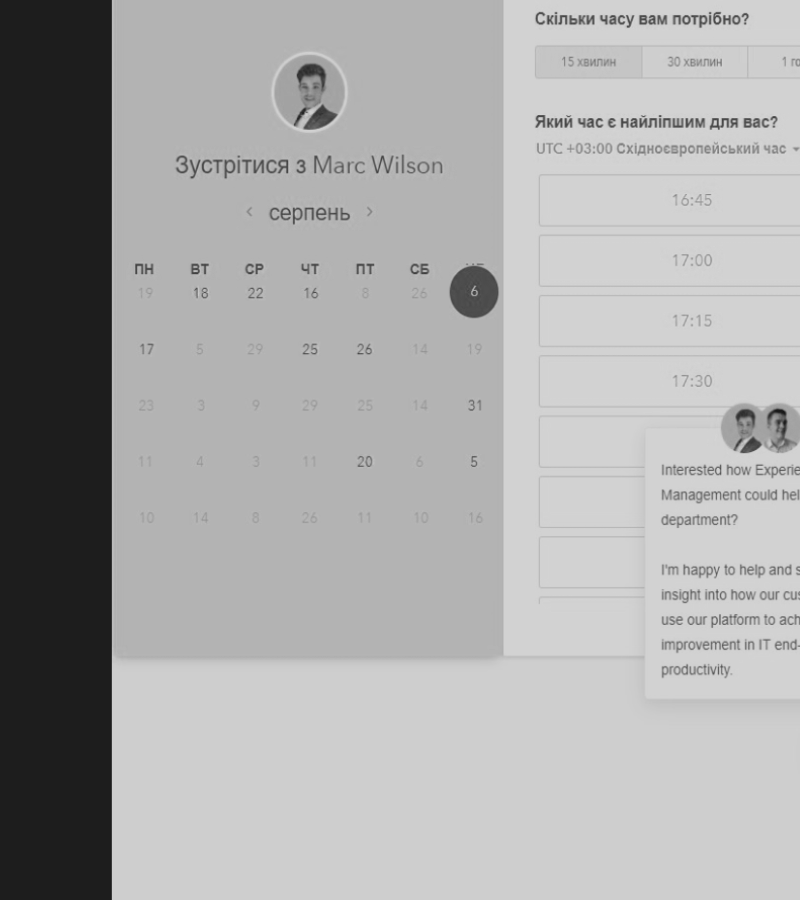 Зустрітися з Marc Wilson
серпень
ПН ВТ СР ЧТ ПТ СБ
19 18 22 16 8 26 6
17 5 29 25 26 14 19
23 3 9 29 25 14 31
11 4 3 11 20 6 5
10 14 8 26 11 10 16
Скільки часу вам потрібно?
15 хвилин 30 хвилин 1 го
Який час є найліпшим для вас?
UTC +03:00 Східноєвропейський час
16:45
17:00
17:15
17:30
Interested how Experie
Management could hel
department?
I'm happy to help and s
insight into how our cus
use our platform to ach
improvement in IT end-
productivity.